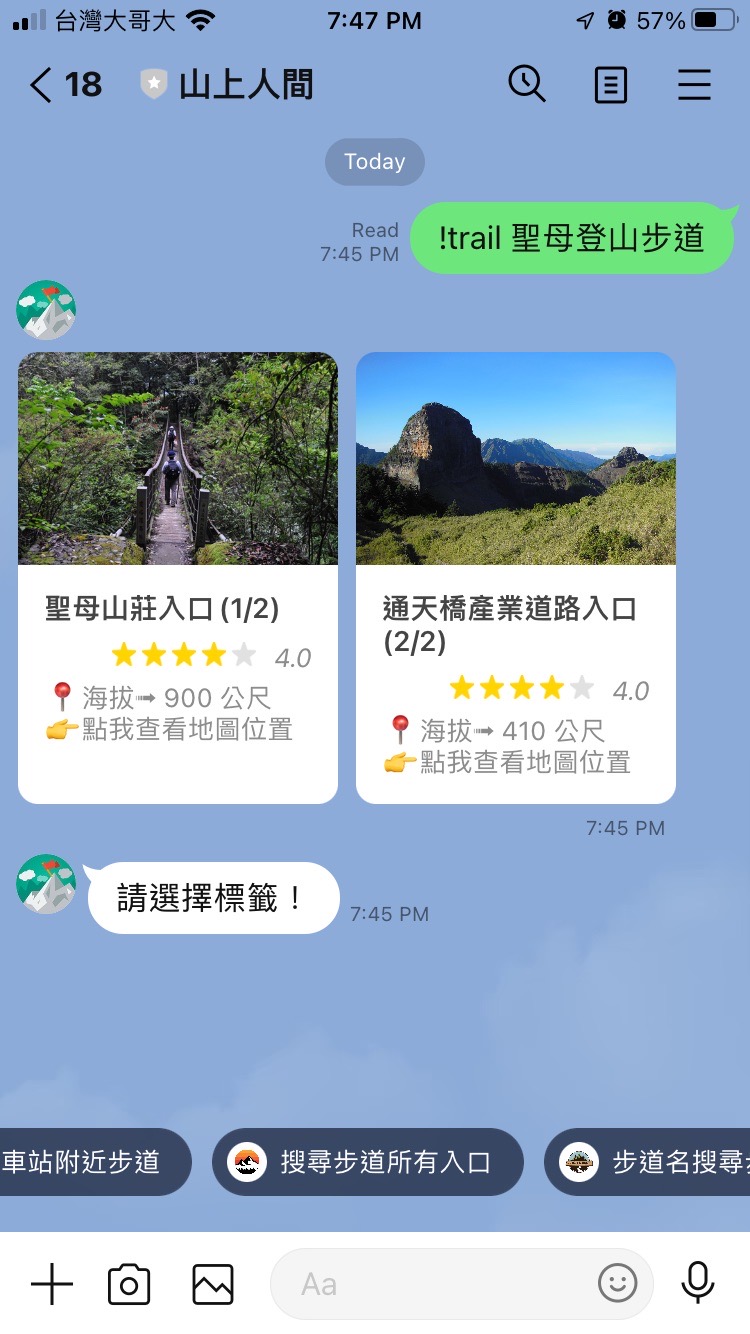 台灣大哥大 7:47 PM 57%
18 山上人間
Today
Read
7:45 PM
!trail 聖母登山步道
聖母山莊入口 (1/2)
4.0
海拔➟ 900 公尺
👉點我查看地圖位置
通天橋產業道路入口
(2/2)
4.0
海拔➟ 410 公尺
👉點我查看地圖位置
7:45 PM
請選擇標籤！
7:45 PM
車站附近步道
搜尋步道所有入口
步道名搜尋
Aa